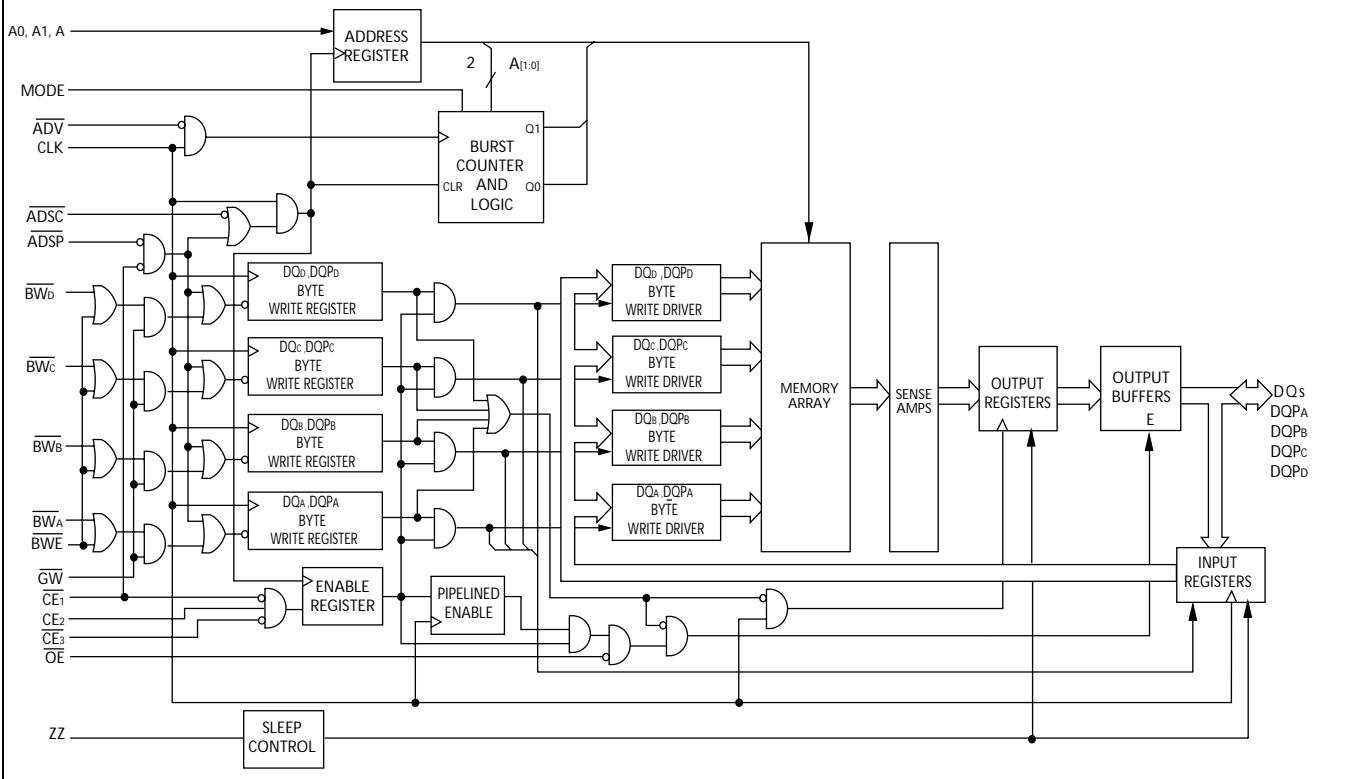 A0, A1, A
ADDRESS
REGISTER
2
A[1:0]
MODE
ADV
CLK
BURST
COUNTER
AND
LOGIC
CLR
Q1
Q0
ADSC
ADSP
BWD
BWC
BWB
BWA
BWE
GW
CE1
CE2
CE3
OE
ZZ
DQD ,DQPD
BYTE
WRITE REGISTER
DQC ,DQPC
BYTE
WRITE REGISTER
DQB ,DQPB
BYTE
WRITE REGISTER
DQA ,DQPA
BYTE
WRITE REGISTER
ENABLE
REGISTER
PIPELINED
ENABLE
SLEEP
CONTROL
DQD ,DQPD
BYTE
WRITE DRIVER
DQC ,DQPC
BYTE
WRITE DRIVER
DQB ,DQPB
BYTE
WRITE DRIVER
DQA ,DQPA
BYTE
WRITE DRIVER
MEMORY
ARRAY
SENSE
AMPS
OUTPUT
REGISTERS
OUTPUT
BUFFERS
E
DQs
DQPA
DQPB
DQPC
DQPD
INPUT
REGISTERS